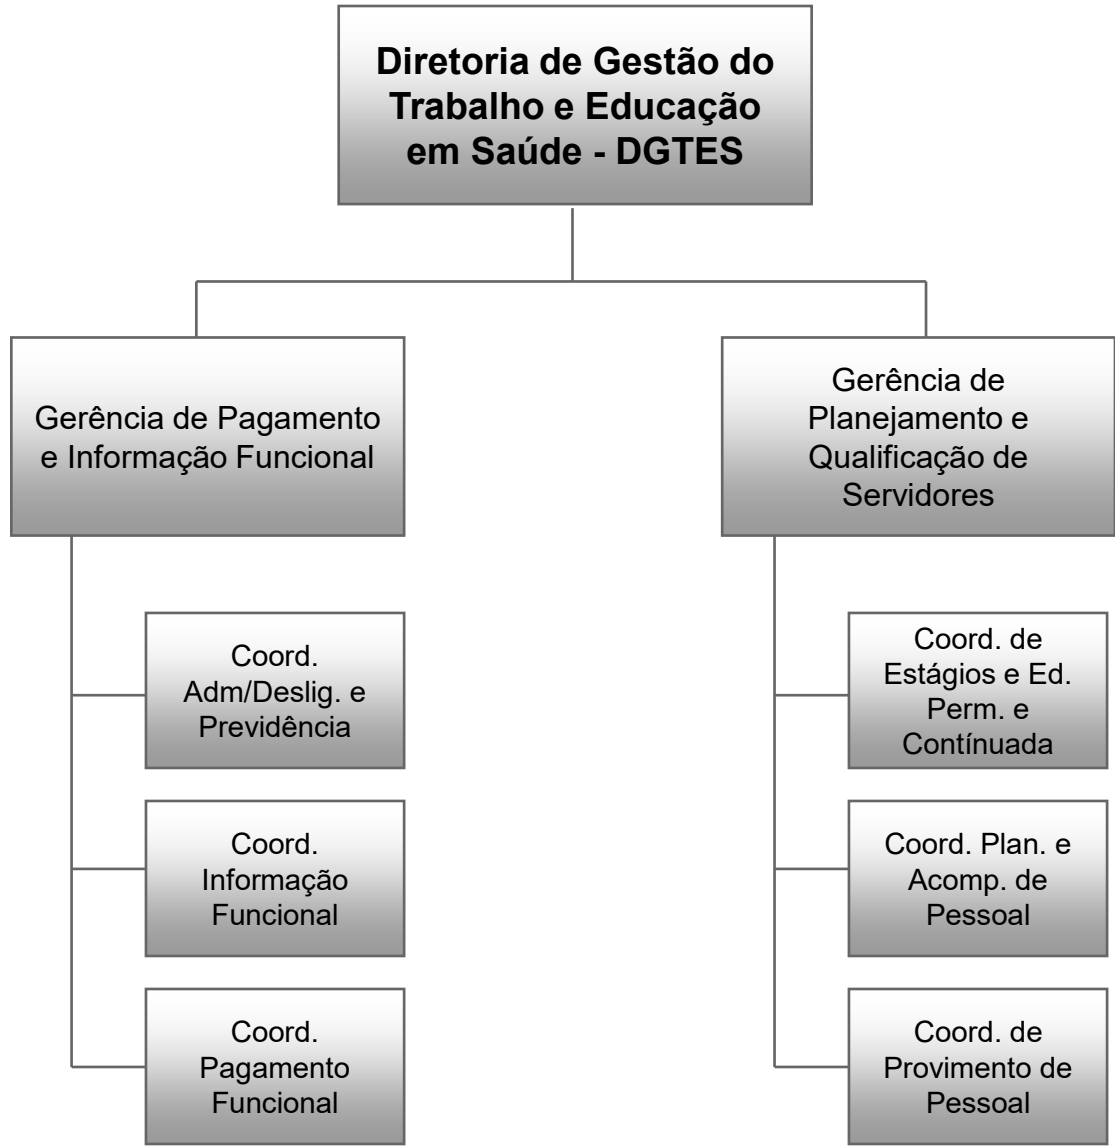 Diretoria de Gestão do
Trabalho e Educação
em Saúde - DGTES
Gerência de Pagamento
e Informação Funcional
Gerência de
Planejamento e
Qualificação de
Servidores
Coord.
Adm/Deslig. e
Previdência
Coord.
Informação
Funcional
Coord.
Pagamento
Funcional
Coord. de
Estágios e Ed.
Perm. e
Contínuada
Coord. Plan. e
Acomp. de
Pessoal
Coord. de
Provimento de
Pessoal